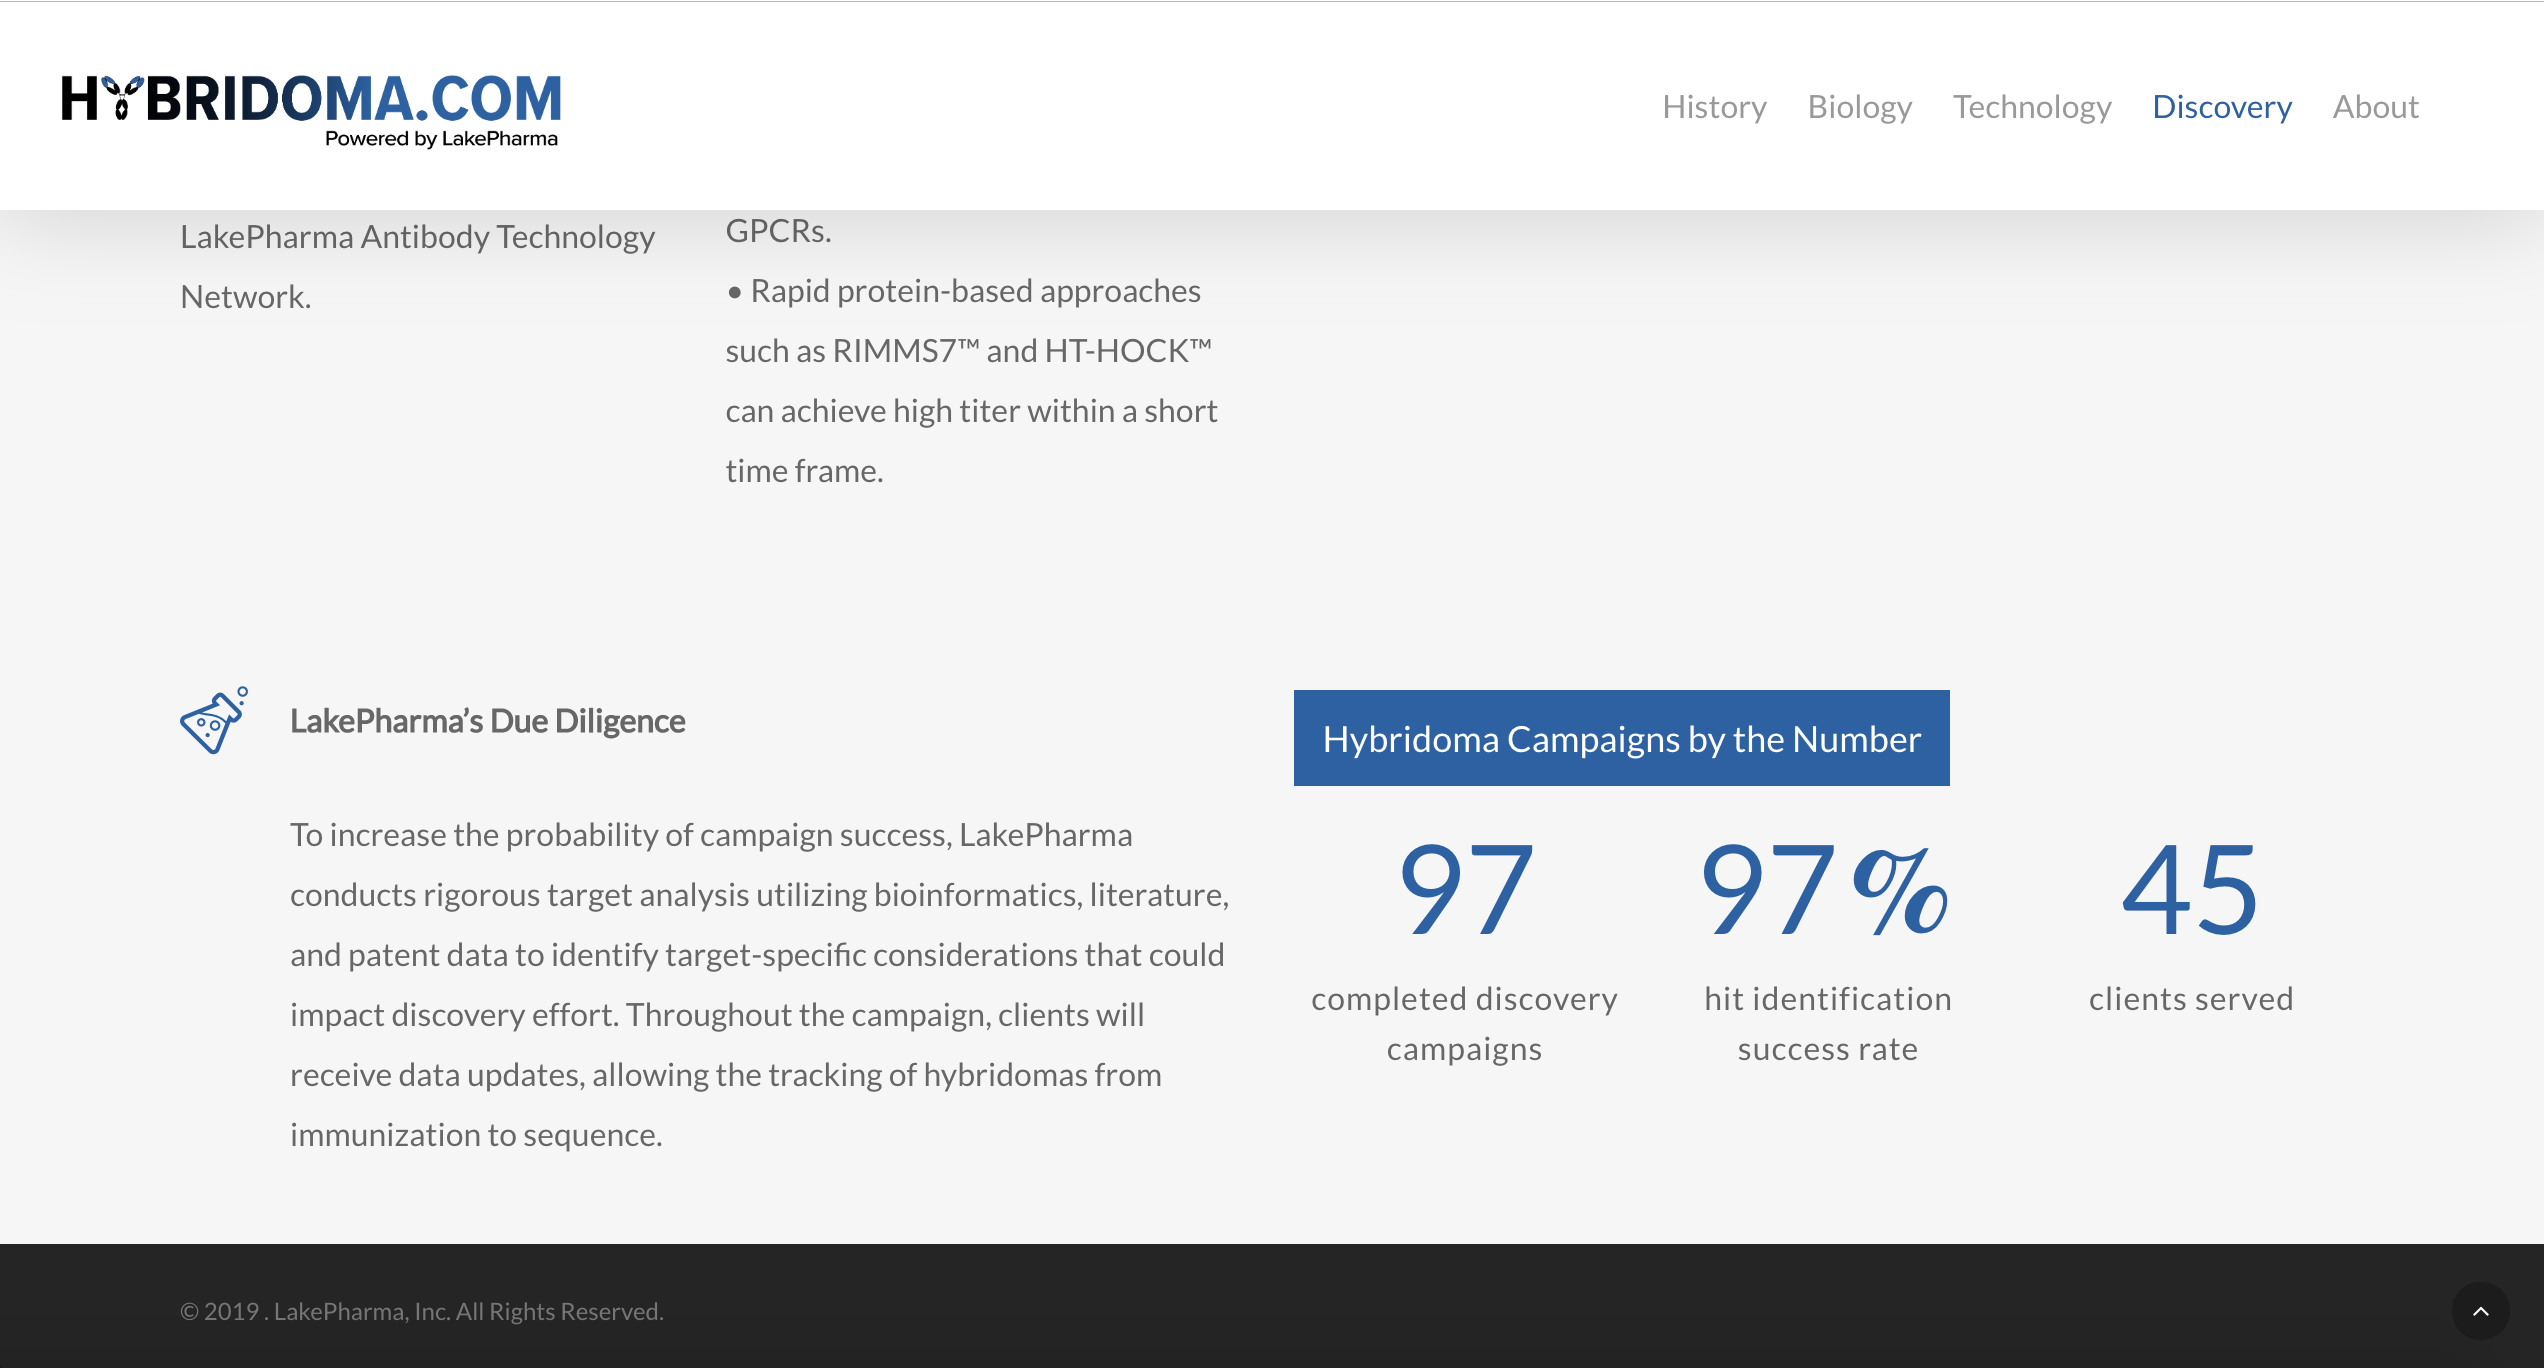 HYBRIDOMA.COM
Powered by LakePharma
History Biology Technology Discovery About
LakePharma Antibody Technology
Network.
GPCRs.
• Rapid protein-based approaches
such as RIMMS7™ and HT-HOCK™
can achieve high titer within a short
time frame.
LakePharma’s Due Diligence
To increase the probability of campaign success, LakePharma
conducts rigorous target analysis utilizing bioinformatics, literature,
and patent data to identify target-specific considerations that could
impact discovery effort. Throughout the campaign, clients will
receive data updates, allowing the tracking of hybridomas from
immunization to sequence.
Hybridoma Campaigns by the Number
97
completed discovery
campaigns
97%
hit identification
success rate
45
clients served
© 2019 . LakePharma, Inc. All Rights Reserved.